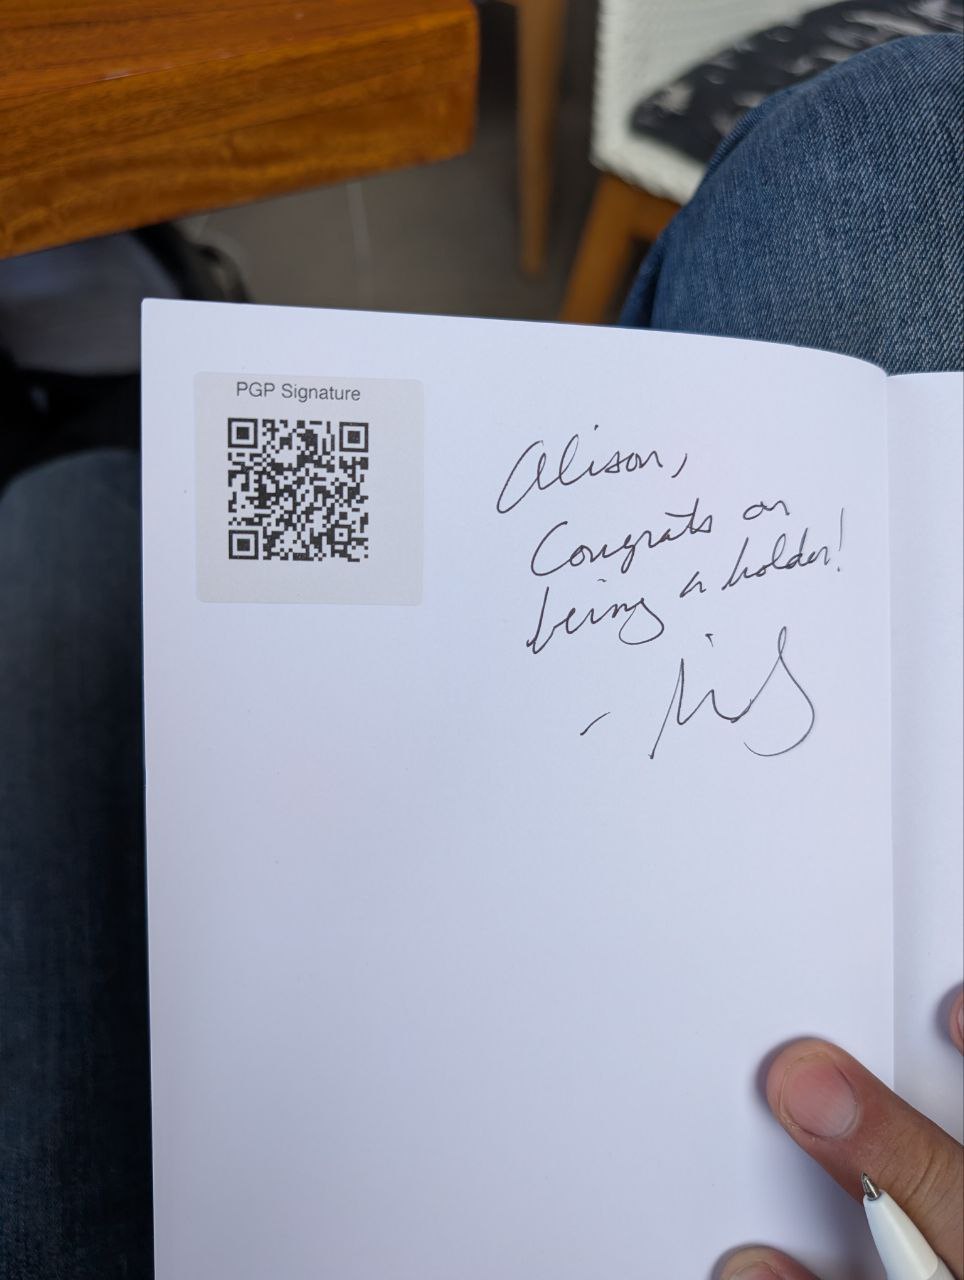 PGP Signature
Alison,
Congrats on
being a holder!